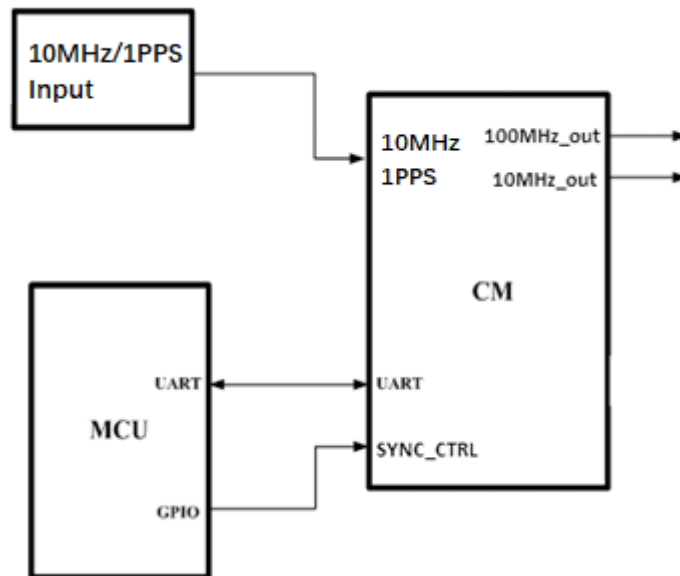 10MHz/1PPS
Input
10MHz
1PPS
100MHz_out
10MHz_out
CM
UART
SYNC_CTRL
UART
MCU
GPIO